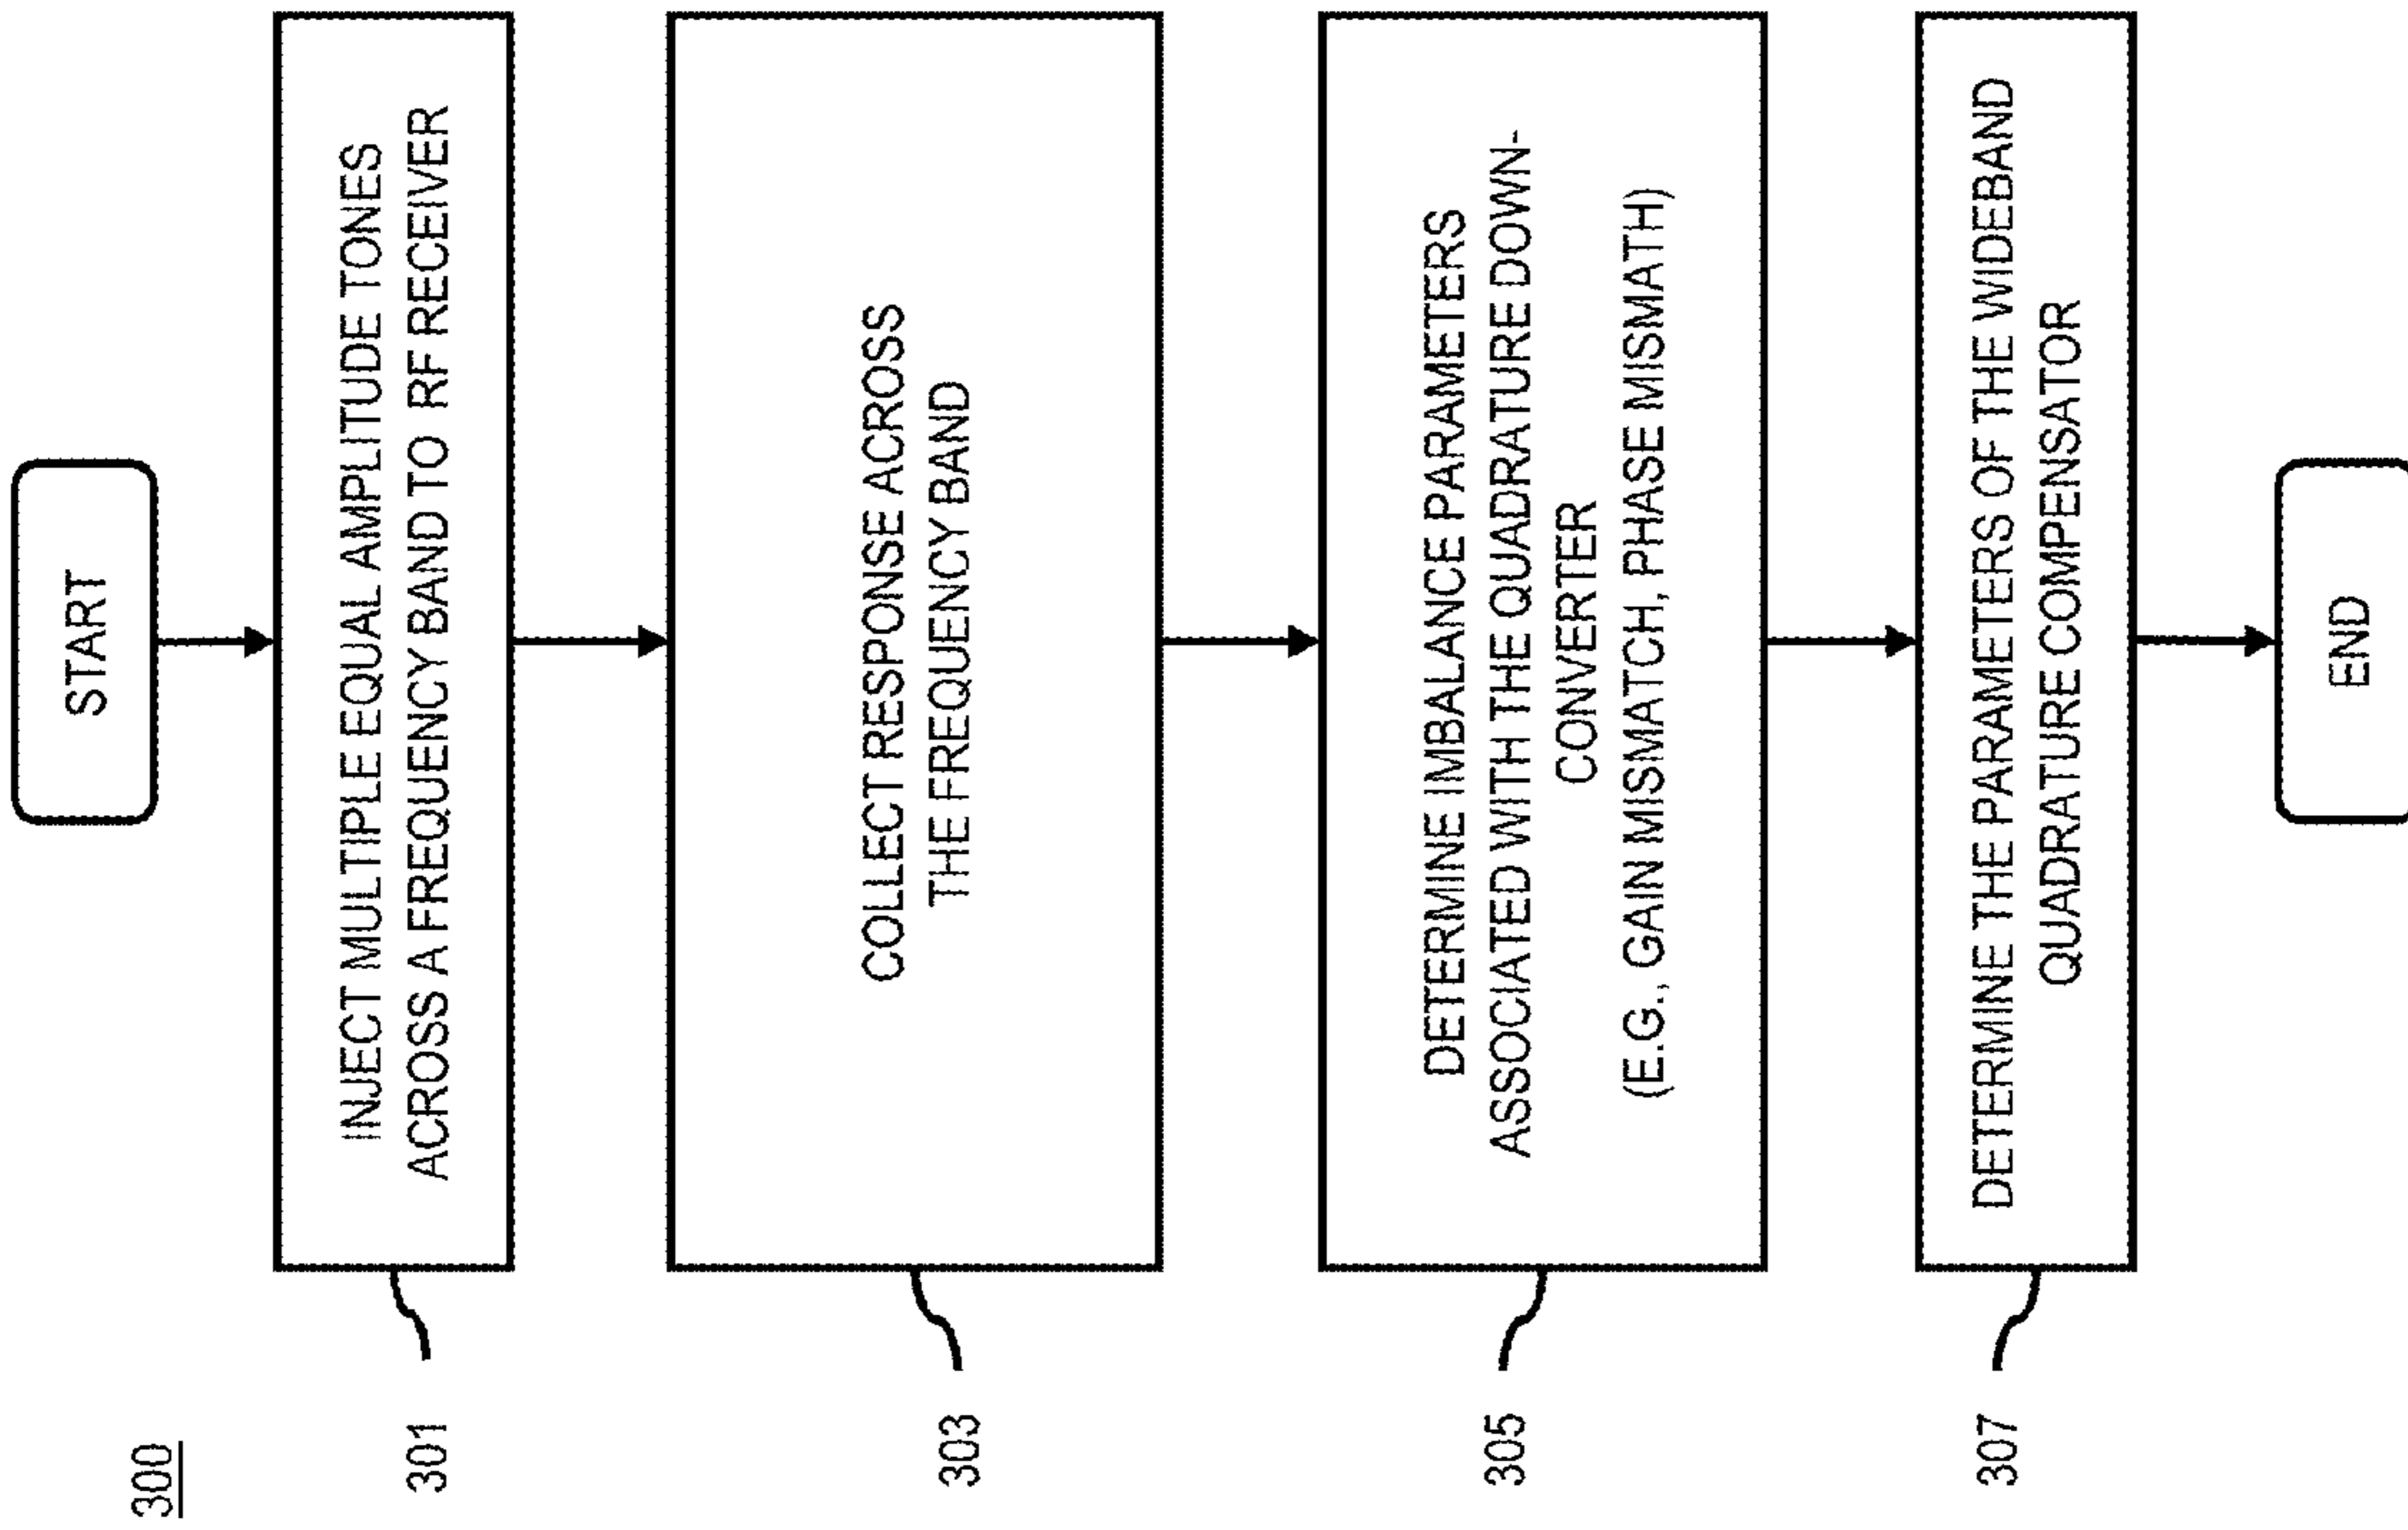 300
START
301
INJECT MULTIPLE EQUAL AMPLITUDE TONES
ACROSS A FREQUENCY BAND TO RF RECEIVER
303
COLLECT RESPONSE ACROSS
THE FREQUENCY BAND
305
DETERMINE IMBALANCE PARAMETERS
ASSOCIATED WITH THE QUADRATURE DOWN-
CONVERTER
(E.G., GAIN MISMATCH, PHASE MISMATH)
307
DETERMINE THE PARAMETERS OF THE WIDEBAND
QUADRATURE COMPENSATOR
END